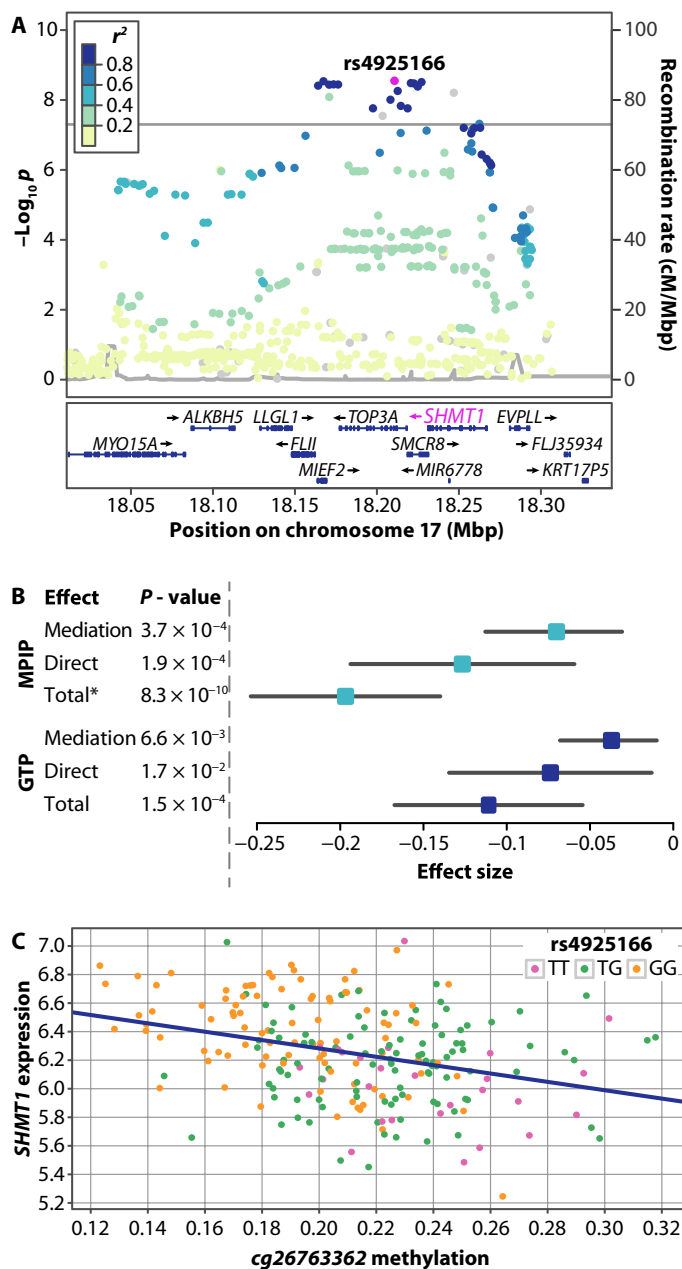 A
r²
0.8
0.6
0.4
0.2
rs4925166
10
8
6
4
2
0
–Log₁₀ p
100
80
60
40
20
0
Recombination rate (cM/Mbp)
ALKBH5 LLGL1 TOP3A SHMT1 EVPLL
MYO15A FLII SMCR8 FLJ35934
MIEF2 MIR6778 KRT17P5
18.05 18.10 18.15 18.20 18.25 18.30
Position on chromosome 17 (Mbp)
B Effect P - value
MPIP
Mediation 3.7 × 10⁻⁴
Direct 1.9 × 10⁻⁴
Total* 8.3 × 10⁻¹⁰
GTP
Mediation 6.6 × 10⁻³
Direct 1.7 × 10⁻²
Total 1.5 × 10⁻⁴
−0.25 −0.2 −0.15 −0.1 −0.05 0
Effect size
C
rs4925166
TT TG GG
7.0
6.8
6.6
6.4
6.2
6.0
5.8
5.6
5.4
5.2
SHMT1 expression
0.12 0.14 0.16 0.18 0.20 0.22 0.24 0.26 0.28 0.30 0.32
cg26763362 methylation